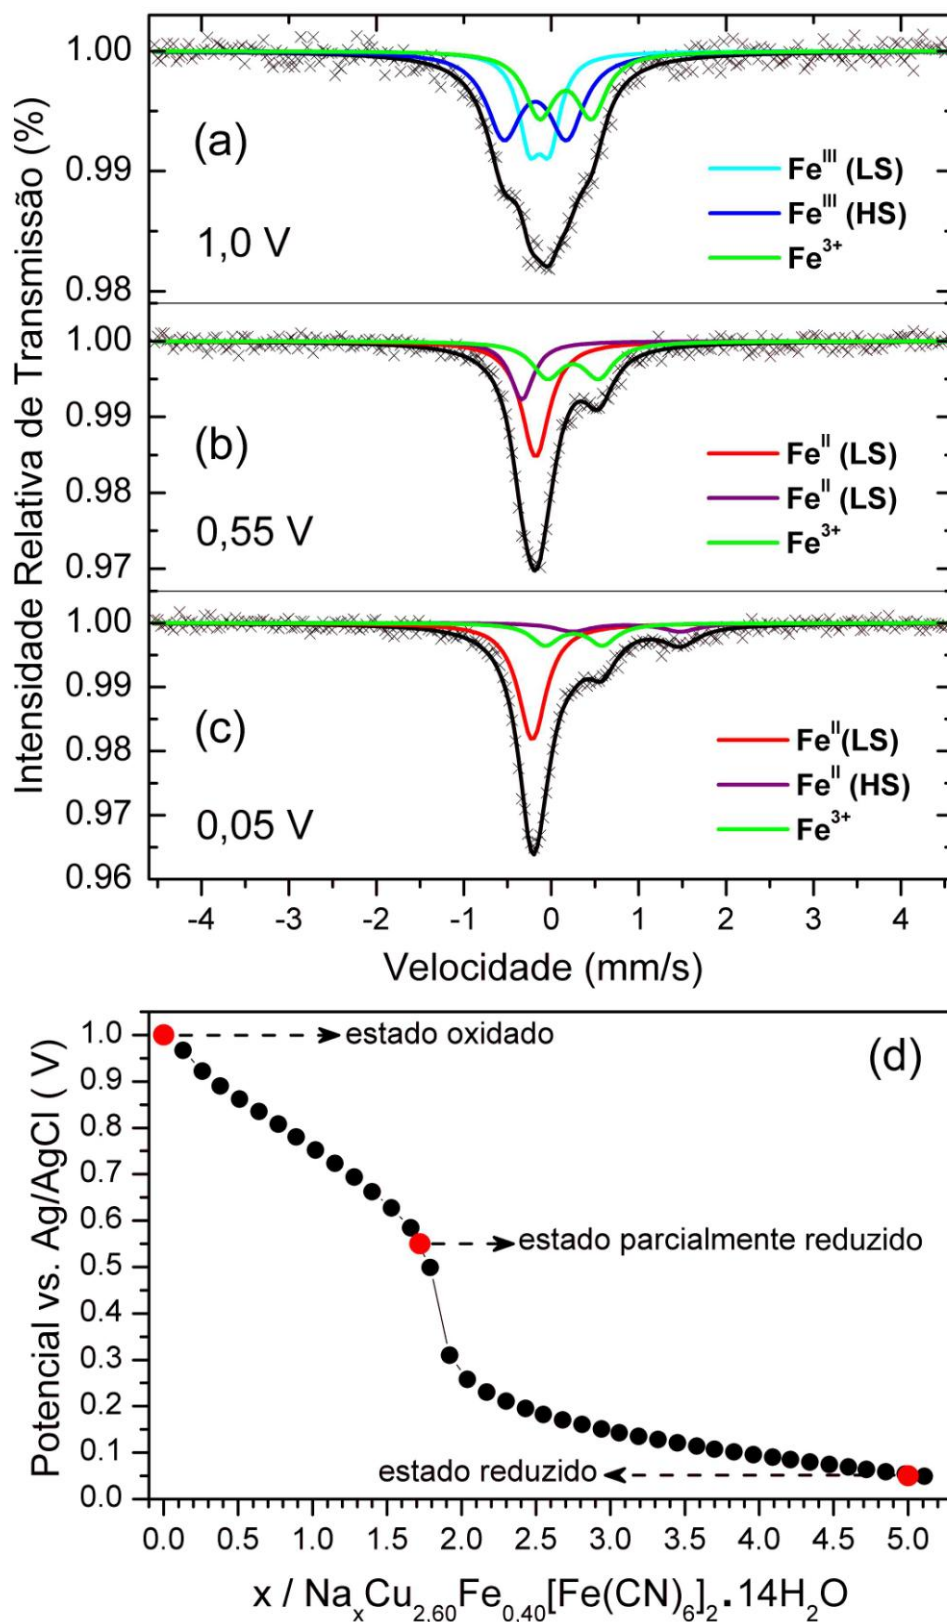 Intensidade Relativa de Transmissão (%)
1.00
0.99
0.98
(a)
1,0 V
Fe^III (LS)
Fe^III (HS)
Fe^3+
1.00
0.99
0.98
0.97
(b)
0,55 V
Fe^II (LS)
Fe^II (LS)
Fe^3+
1.00
0.99
0.98
0.97
0.96
(c)
0,05 V
Fe^II(LS)
Fe^II (HS)
Fe^3+
-4 -3 -2 -1 0 1 2 3 4
Velocidade (mm/s)
Potencial vs. Ag/AgCl ( V)
1.0
0.9
0.8
0.7
0.6
0.5
0.4
0.3
0.2
0.1
0.0
estado oxidado
(d)
estado parcialmente reduzido
estado reduzido
0.0 0.5 1.0 1.5 2.0 2.5 3.0 3.5 4.0 4.5 5.0
x / Na_xCu_2.60Fe_0.40[Fe(CN)_6]_2.14H_2O